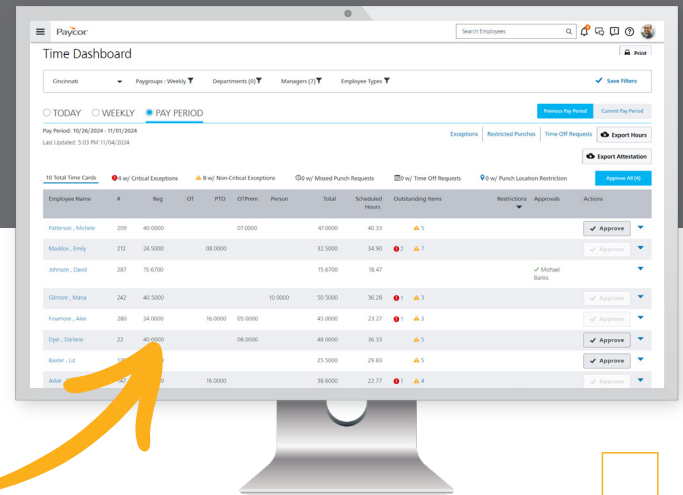 Paycor
Search Employees
Time Dashboard
Print
Cincinnati Paygroups : Weekly Departments (0) Managers (7) Employee Types Save Filters
TODAY WEEKLY PAY PERIOD Previous Pay Period Current Pay Period
Pay Period: 10/26/2024 - 11/01/2024 Exceptions Restricted Punches Time Off Requests Export Hours
Last Updated: 5:03 PM 11/04/2024
Export Attestation
10 Total Time Cards 4 w/ Critical Exceptions 8 w/ Non-Critical Exceptions 0 w/ Missed Punch Requests 0 w/ Time Off Requests 0 w/ Punch Location Restriction Approve All (4)
Employee Name # Reg OT PTO OTPrem Person Total Scheduled Hours Outstanding Items Restrictions Approvals Actions
Patterson , Michele 209 40.0000 07.0000 47.0000 40.33 5 Approve
Maddox , Emily 212 24.5000 08.0000 32.5000 34.90 2 7 Approve
Johnson , David 287 15.6700 15.6700 18.47 Michael Banks
Gilmore , Maria 242 40.5000 10.0000 50.5000 36.28 1 3 Approve
Finamore , Alex 280 24.0000 16.0000 05.0000 45.0000 23.27 1 3 Approve
Dyer , Darlene 22 40.0000 08.0000 48.0000 36.33 5 Approve
Baxter , Liz 25.5000 29.83 5 Approve
16.0000 38.6000 22.77 1 4 Approve